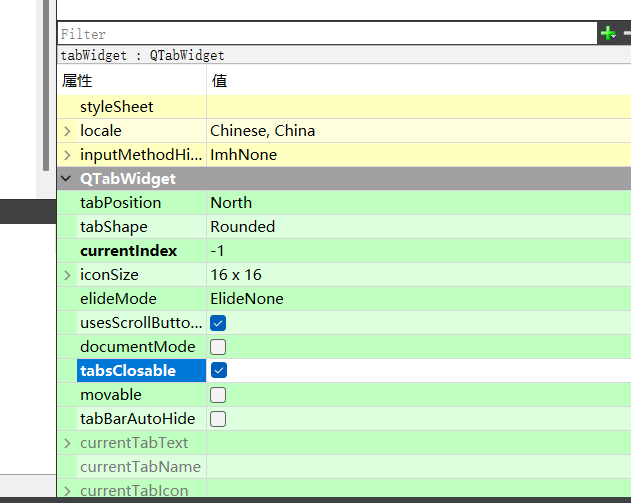 Filter
tabWidget : QTabWidget
属性 值
styleSheet
locale Chinese, China
inputMethodHi... ImhNone
QTabWidget
tabPosition North
tabShape Rounded
currentIndex -1
iconSize 16 x 16
elideMode ElideNone
usesScrollButto...
documentMode
tabsClosable
movable
tabBarAutoHide
currentTabText
currentTabName
currentTabIcon